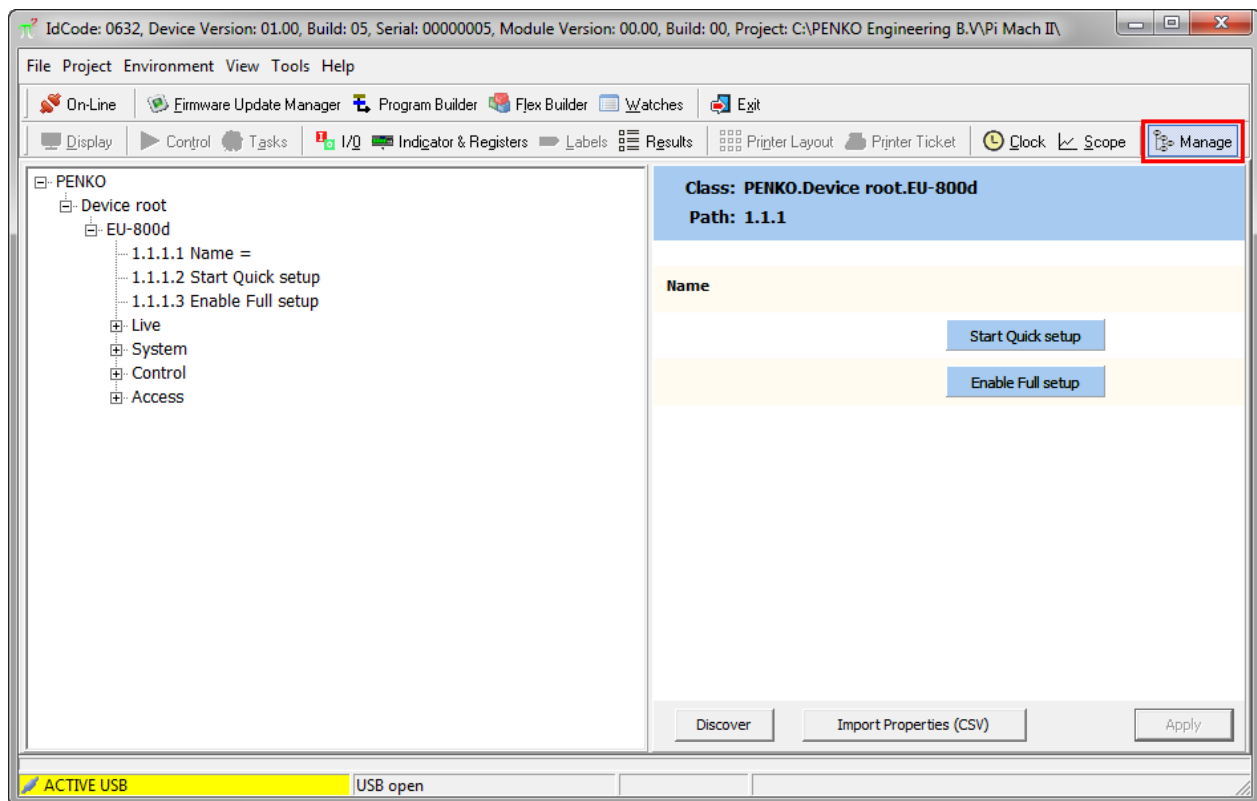 IdCode: 0632, Device Version: 01.00, Build: 05, Serial: 00000005, Module Version: 00.00, Build: 00, Project: C:\PENKO Engineering B.V\Pi Mach II\
File Project Environment View Tools Help
On-Line Firmware Update Manager Program Builder Flex Builder Watches Exit
Display Control Tasks I/O Indicator & Registers Labels Results Printer Layout Printer Ticket Clock Scope Manage
PENKO
Device root
EU-800d
1.1.1.1 Name =
1.1.1.2 Start Quick setup
1.1.1.3 Enable Full setup
Live
System
Control
Access
Class: PENKO.Device root.EU-800d
Path: 1.1.1
Name
Start Quick setup
Enable Full setup
Discover Import Properties (CSV) Apply
ACTIVE USB USB open